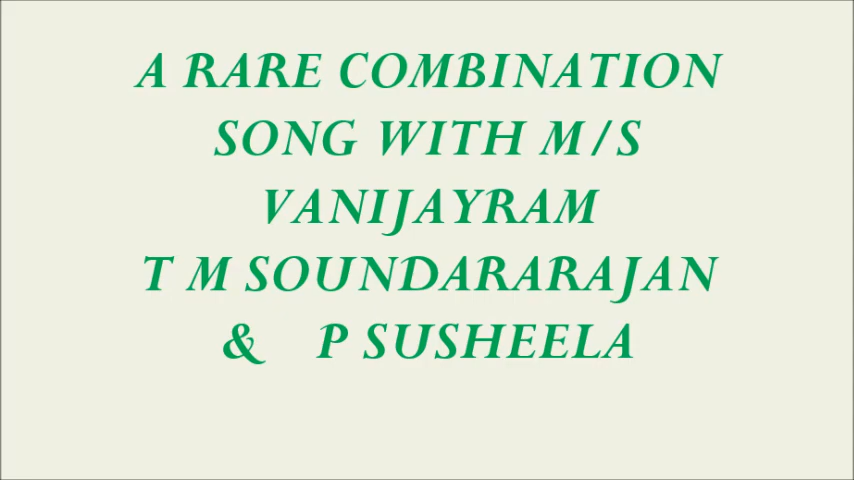 A RARE COMBINATION
SONG WITH M/S
VANIJAYRAM
T M SOUNDARARAJAN
& P SUSHEELA